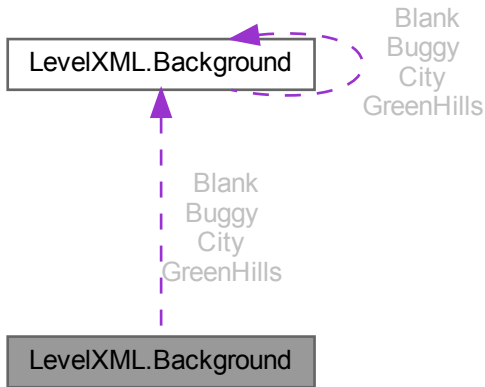 Blank
Buggy
City
GreenHills
LevelXML.Background
Blank
Buggy
City
GreenHills
LevelXML.Background